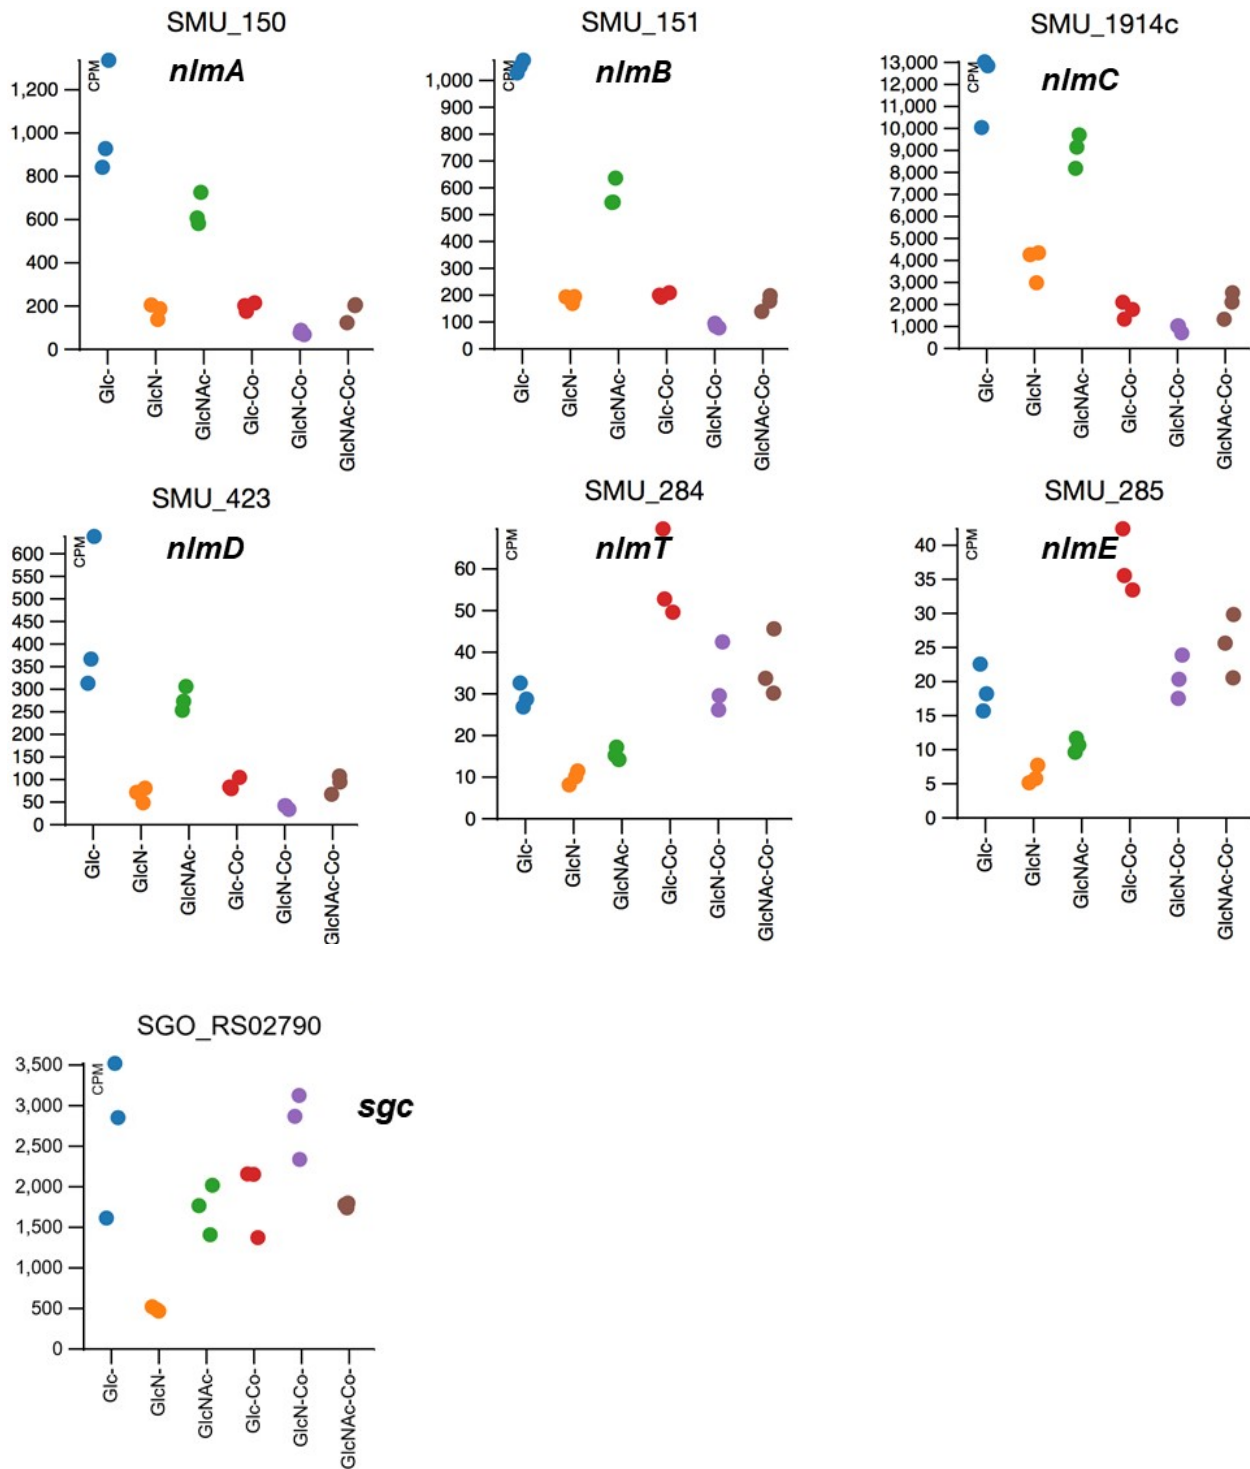 SMU_150
nlmA
CPM
1,200
1,000
800
600
400
200
0
Glc-
GlcN-
GlcNAc-
Glc-Co-
GlcN-Co-
GlcNAc-Co-
SMU_151
nlmB
CPM
1,000
900
800
700
600
500
400
300
200
100
0
Glc-
GlcN-
GlcNAc-
Glc-Co-
GlcN-Co-
GlcNAc-Co-
SMU_1914c
nlmC
CPM
13,000
12,000
11,000
10,000
9,000
8,000
7,000
6,000
5,000
4,000
3,000
2,000
1,000
0
Glc-
GlcN-
GlcNAc-
Glc-Co-
GlcN-Co-
GlcNAc-Co-
SMU_423
nlmD
CPM
600
550
500
450
400
350
300
250
200
150
100
50
0
Glc-
GlcN-
GlcNAc-
Glc-Co-
GlcN-Co-
GlcNAc-Co-
SMU_284
nlmT
CPM
60
50
40
30
20
10
0
Glc-
GlcN-
GlcNAc-
Glc-Co-
GlcN-Co-
GlcNAc-Co-
SMU_285
nlmE
CPM
40
35
30
25
20
15
10
5
0
Glc-
GlcN-
GlcNAc-
Glc-Co-
GlcN-Co-
GlcNAc-Co-
SGO_RS02790
sgc
CPM
3,500
3,000
2,500
2,000
1,500
1,000
500
0
Glc-
GlcN-
GlcNAc-
Glc-Co-
GlcN-Co-
GlcNAc-Co-